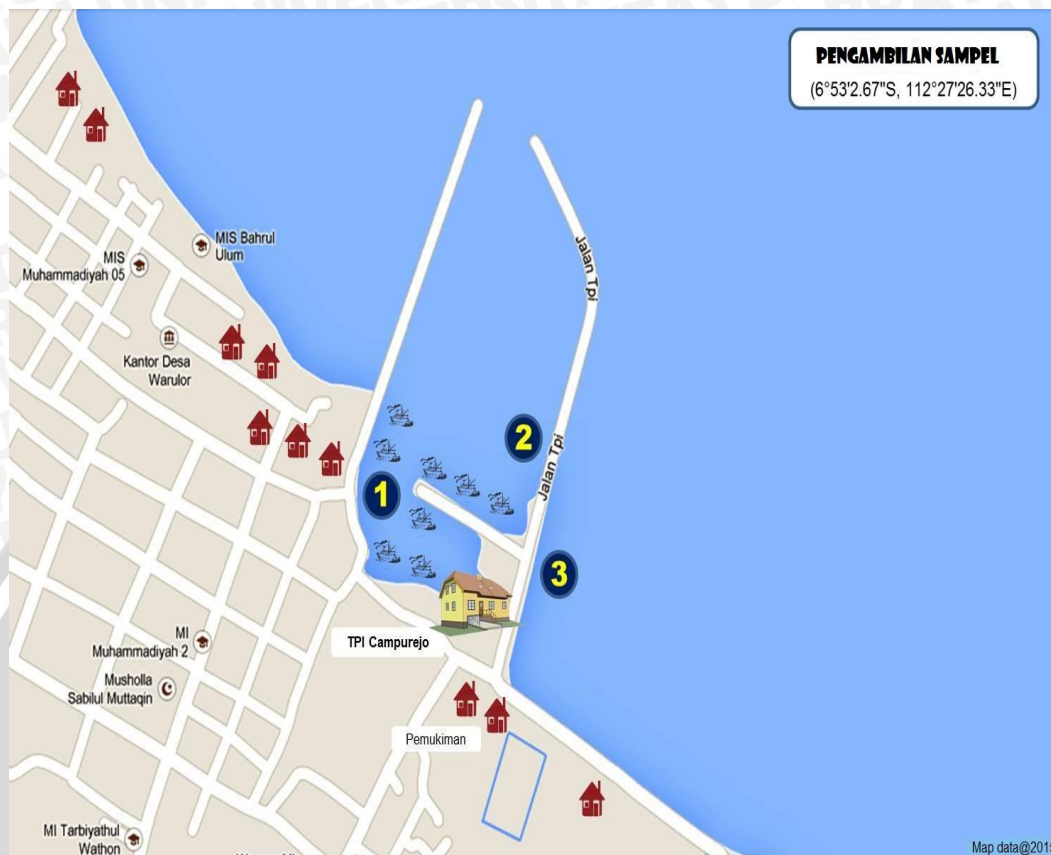 PENGAMBILAN SAMPEL
(6°53'2.67"S, 112°27'26.33"E)
MIS Bahrul
Ulum
MIS
Muhammadiyah 05
Jalan Tpi
Kantor Desa
Warulor
2
Jalan Tpi
1
3
TPI Campurejo
MI
Muhammadiyah 2
Musholla
Sabilul Muttaqin
Pemukiman
MI Tarbiyathul
Wathon
Map data@2015